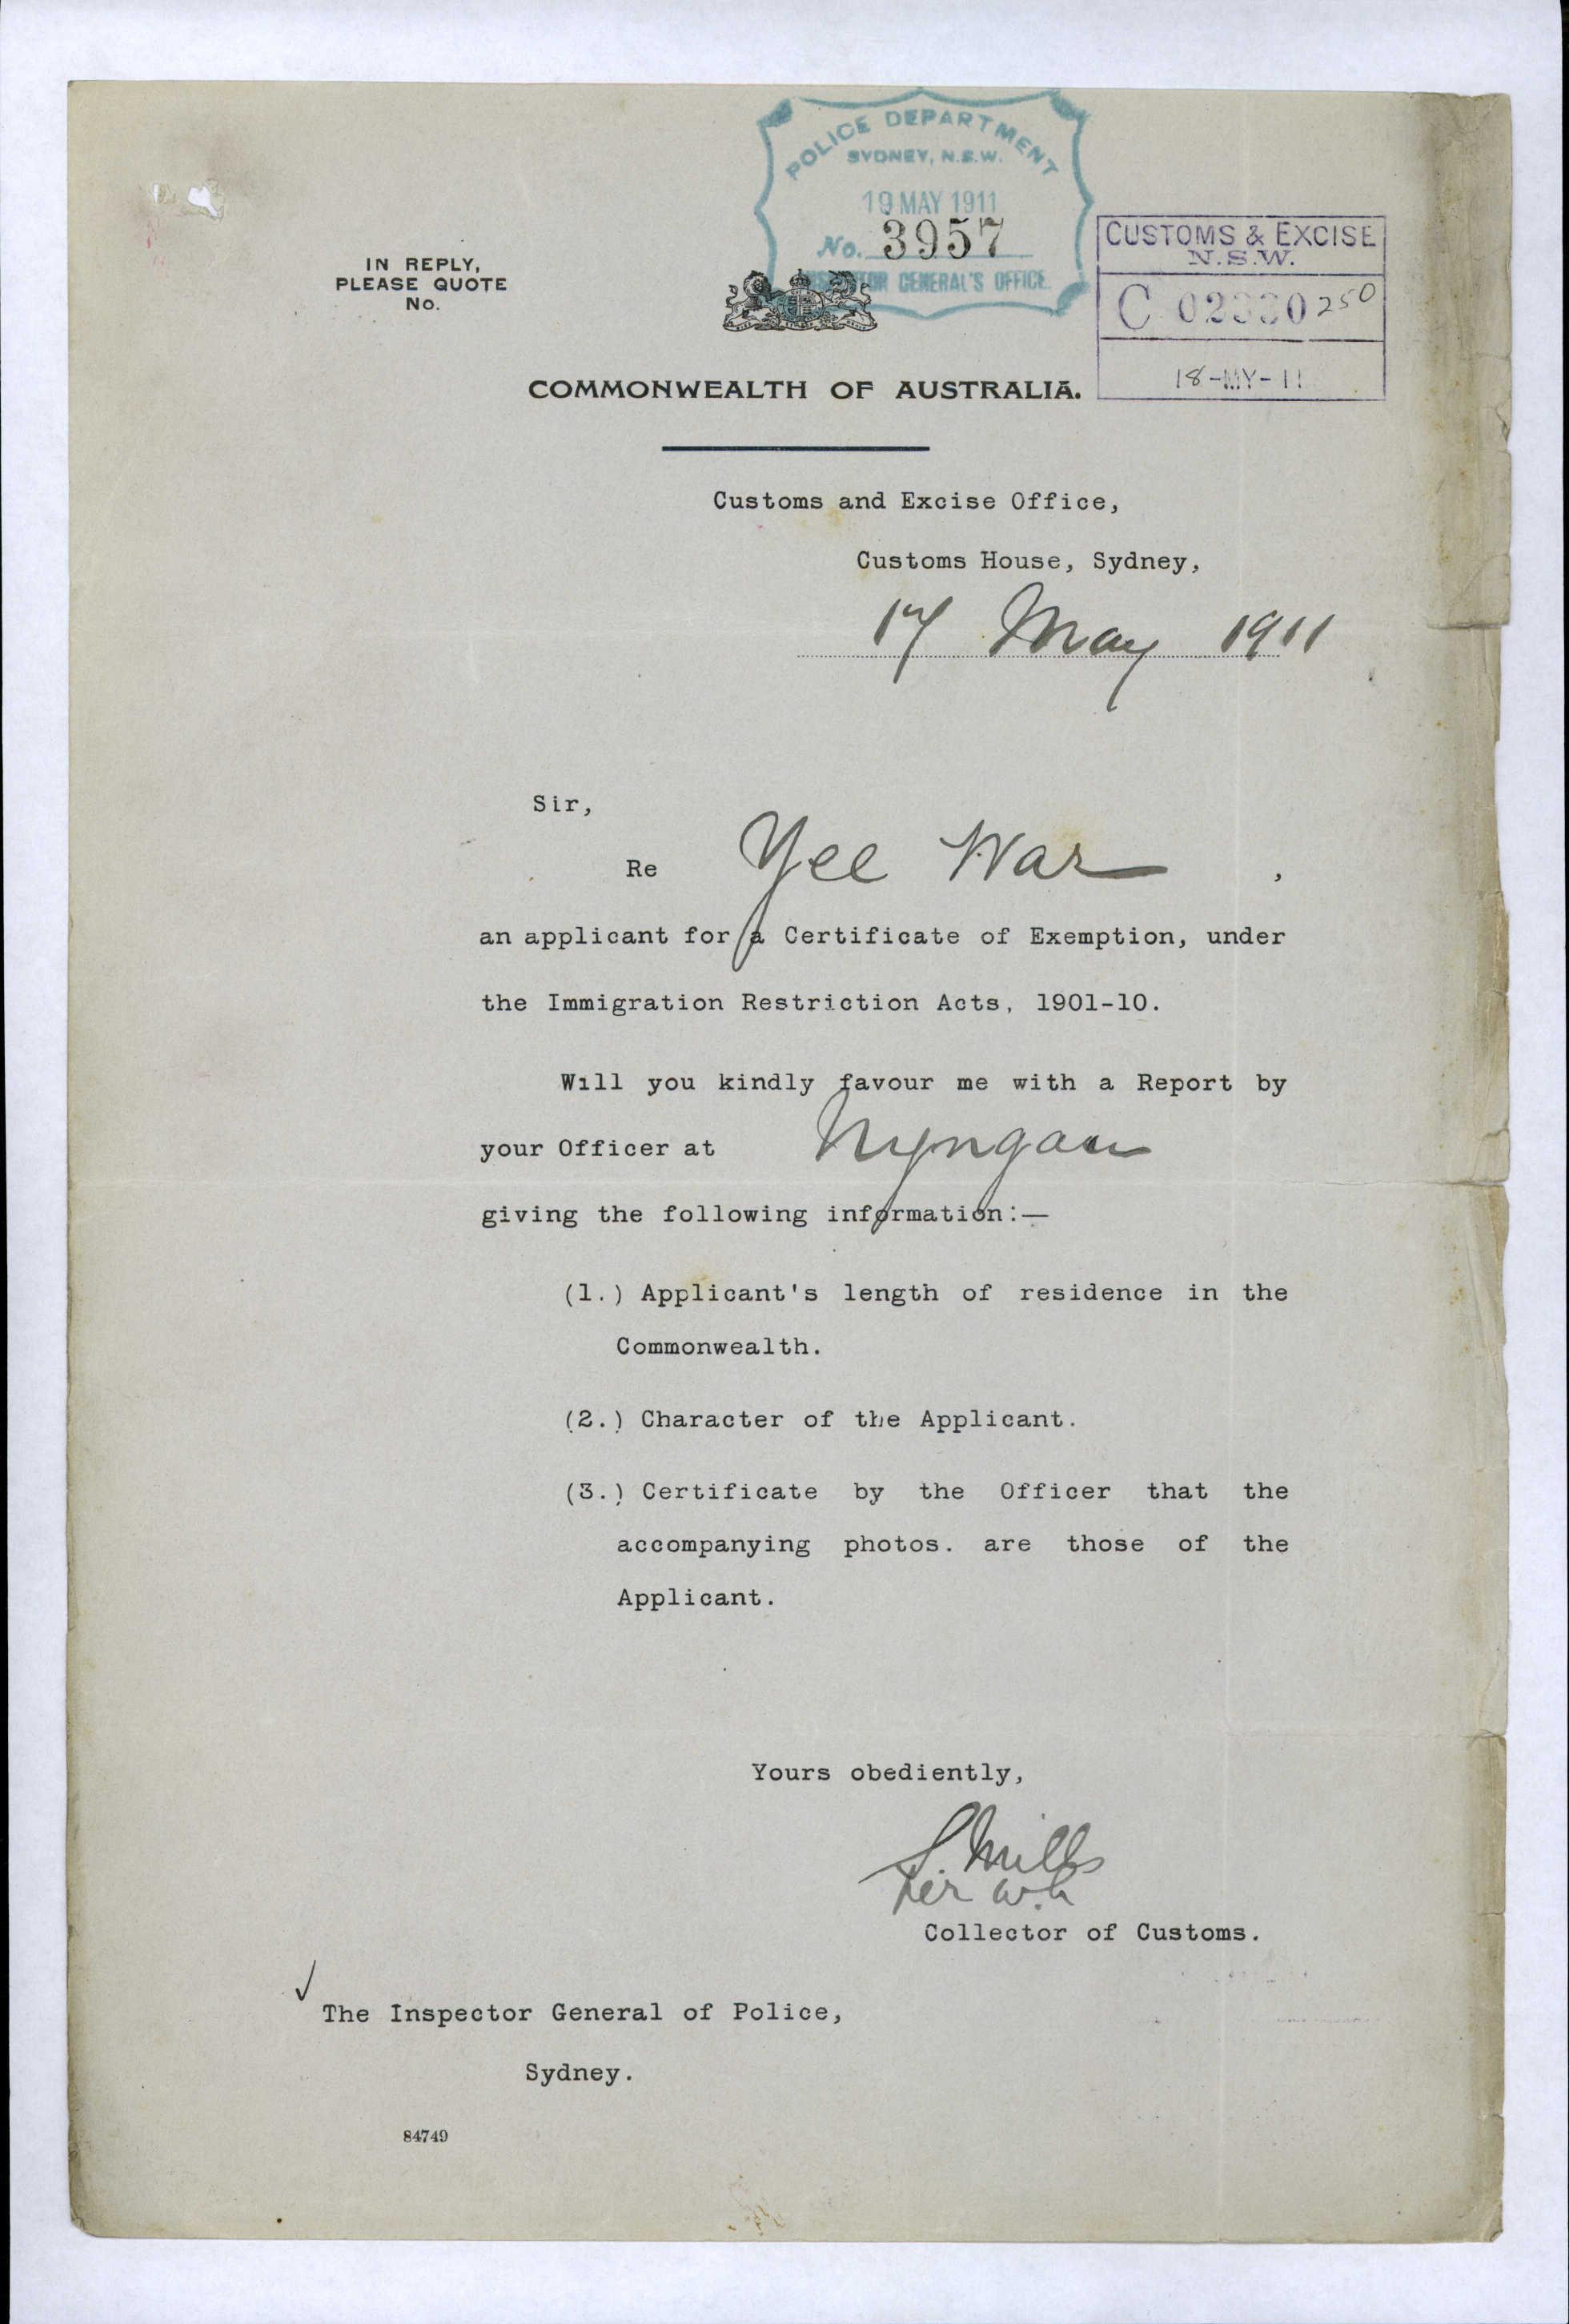 POLICE DEPARTMENT
SYDNEY, N.S.W.
19 MAY 1911
No. 3957
GENERAL'S OFFICE
CUSTOMS & EXCISE
N.S.W.
C 250
18-MY-11
IN REPLY,
PLEASE QUOTE
No.
COMMONWEALTH OF AUSTRALIA.
Customs and Excise Office,
Customs House, Sydney,
17 May 1911
Sir,
Re Yee War,
an applicant for a Certificate of Exemption, under
the Immigration Restriction Acts, 1901-10.
Will you kindly favour me with a Report by
your Officer at Nyngan
giving the following information:—
(1.) Applicant's length of residence in the
Commonwealth.
(2.) Character of the Applicant.
(3.) Certificate by the Officer that the
accompanying photos. are those of the
Applicant.
Yours obediently,
S. Mills
per
Collector of Customs.
The Inspector General of Police,
Sydney.
84749